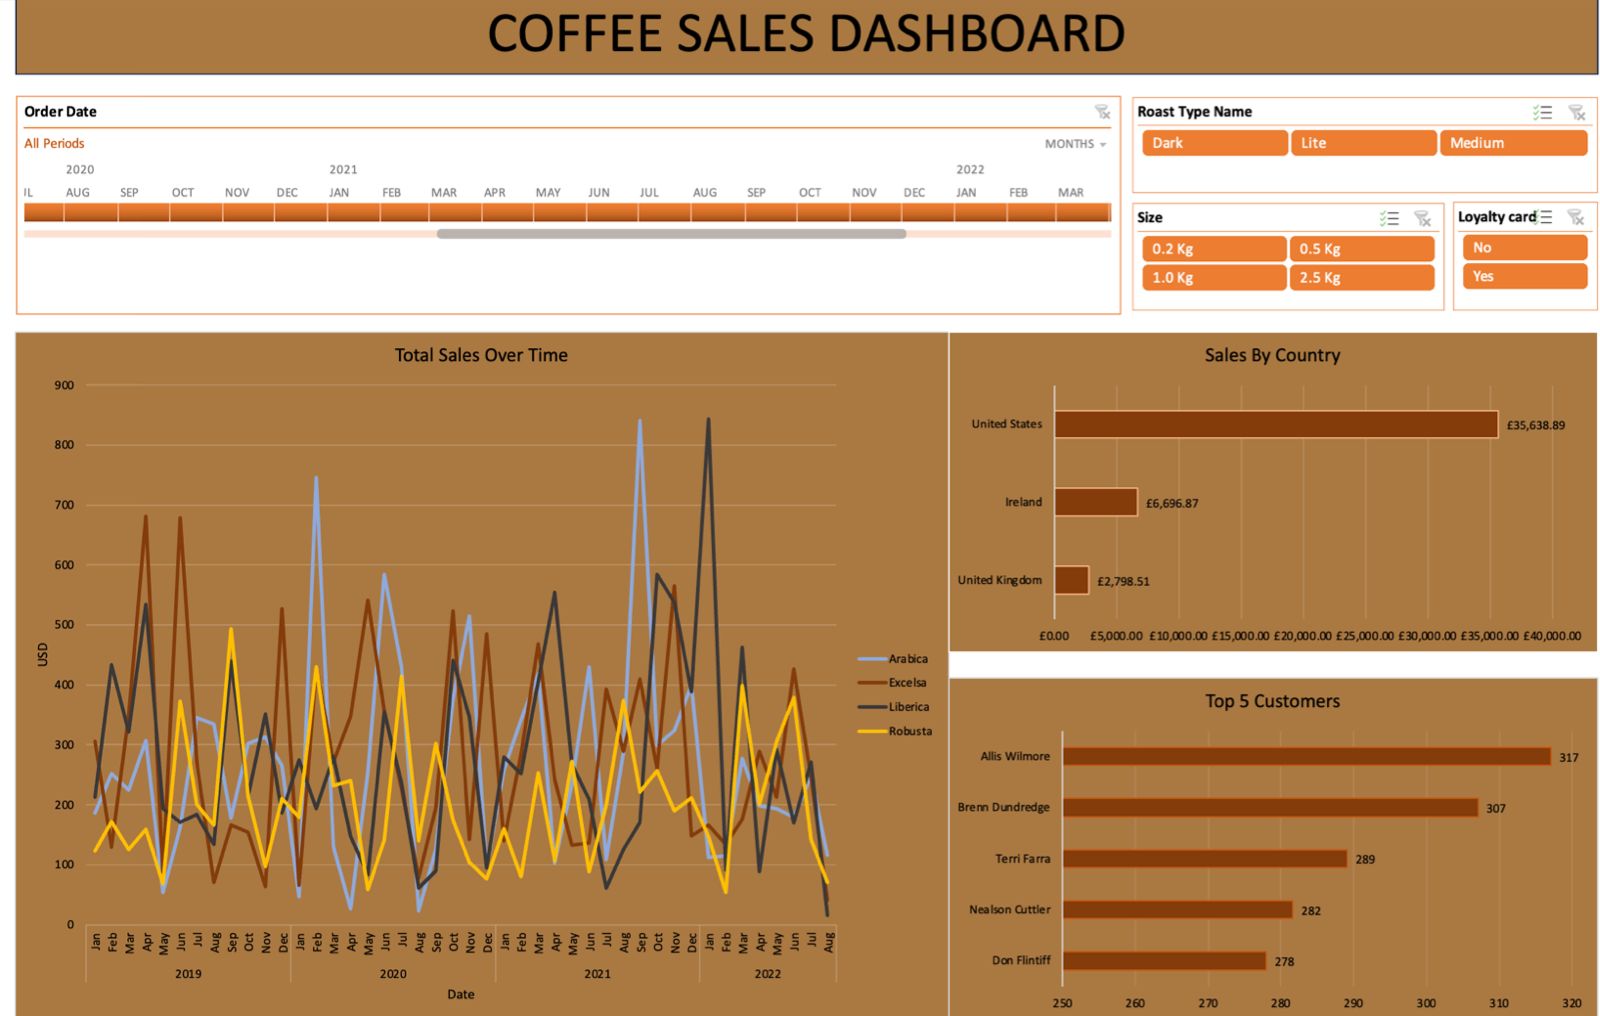 COFFEE SALES DASHBOARD
Order Date
All Periods
MONTHS
2020 2021 2022
IL AUG SEP OCT NOV DEC JAN FEB MAR APR MAY JUN JUL AUG SEP OCT NOV DEC JAN FEB MAR
Roast Type Name
Dark Lite Medium
Size
0.2 Kg 0.5 Kg
1.0 Kg 2.5 Kg
Loyalty card
No
Yes
Total Sales Over Time
900
800
700
600
500
400
300
200
100
0
USD
Jan Feb Mar Apr May Jun Jul Aug Sep Oct Nov Dec Jan Feb Mar Apr May Jun Jul Aug Sep Oct Nov Dec Jan Feb Mar Apr May Jun Jul Aug Sep Oct Nov Dec Jan Feb Mar Apr May Jun Jul Aug
2019 2020 2021 2022
Date
Arabica
Excelsa
Liberica
Robusta
Sales By Country
United States £35,638.89
Ireland £6,696.87
United Kingdom £2,798.51
£0.00 £5,000.00 £10,000.00 £15,000.00 £20,000.00 £25,000.00 £30,000.00 £35,000.00 £40,000.00
Top 5 Customers
Allis Wilmore 317
Brenn Dundredge 307
Terri Farra 289
Nealson Cuttler 282
Don Flintiff 278
250 260 270 280 290 300 310 320